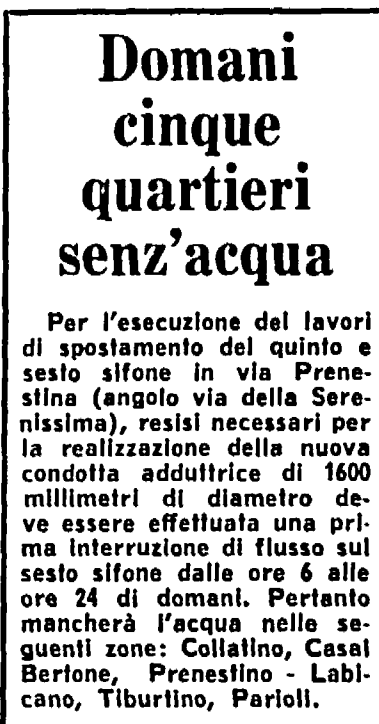 Domani
cinque
quartieri
senz'acqua
Per l'esecuzione dei lavori
di spostamento del quinto e
sesto sifone in via Prene-
stina (angolo via della Sere-
nissima), resisi necessari per
la realizzazione della nuova
condotta adduttrice di 1600
millimetri di diametro de-
ve essere effettuata una pri-
ma interruzione di flusso sul
sesto sifone dalle ore 6 alle
ore 24 di domani. Pertanto
mancherà l'acqua nelle se-
guenti zone: Collatino, Casal
Bertone, Prenestino - Labi-
cano, Tiburtino, Parioli.